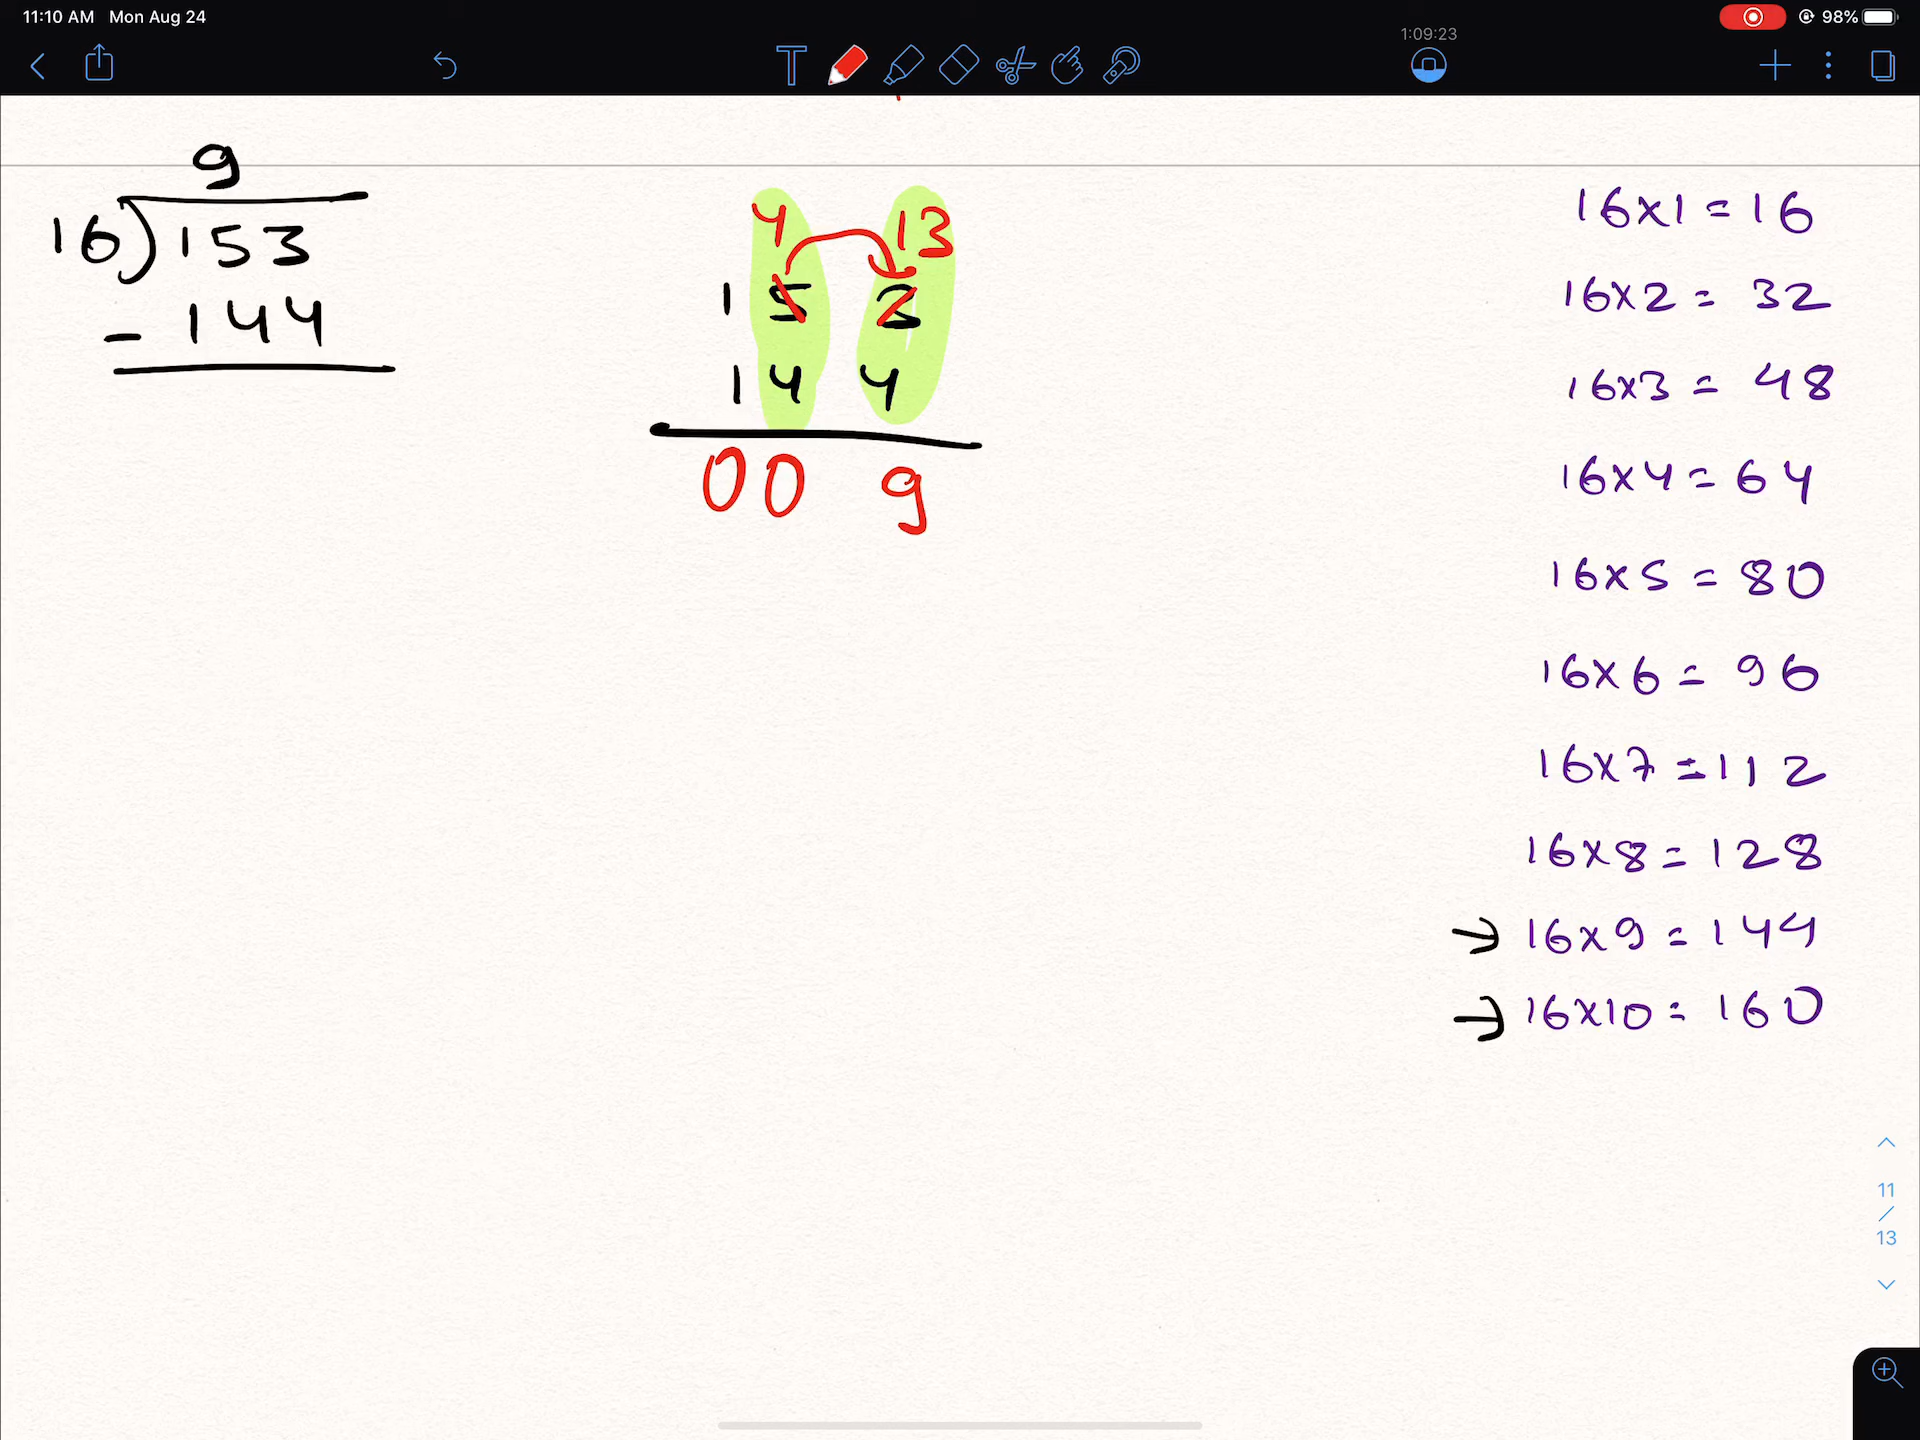 11:10 AM Mon Aug 24
98%
1:09:23
T
9
16)153
- 144
4 13
1 5 3
1 4 4
0 0 9
16x1 = 16
16x2 = 32
16x3 = 48
16x4 = 64
16x5 = 80
16x6 = 96
16x7 = 112
16x8 = 128
→ 16x9 = 144
→ 16x10 = 160
11
/
13